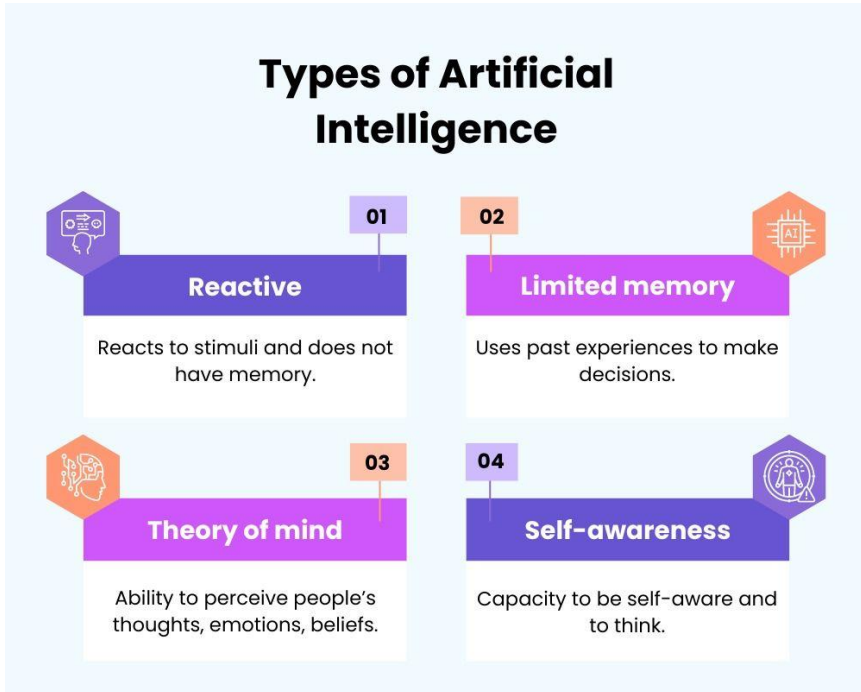 Types of Artificial
Intelligence
01
Reactive
Reacts to stimuli and does not
have memory.
02
AI
Limited memory
Uses past experiences to make
decisions.
03
Theory of mind
Ability to perceive people’s
thoughts, emotions, beliefs.
04
Self-awareness
Capacity to be self-aware and
to think.